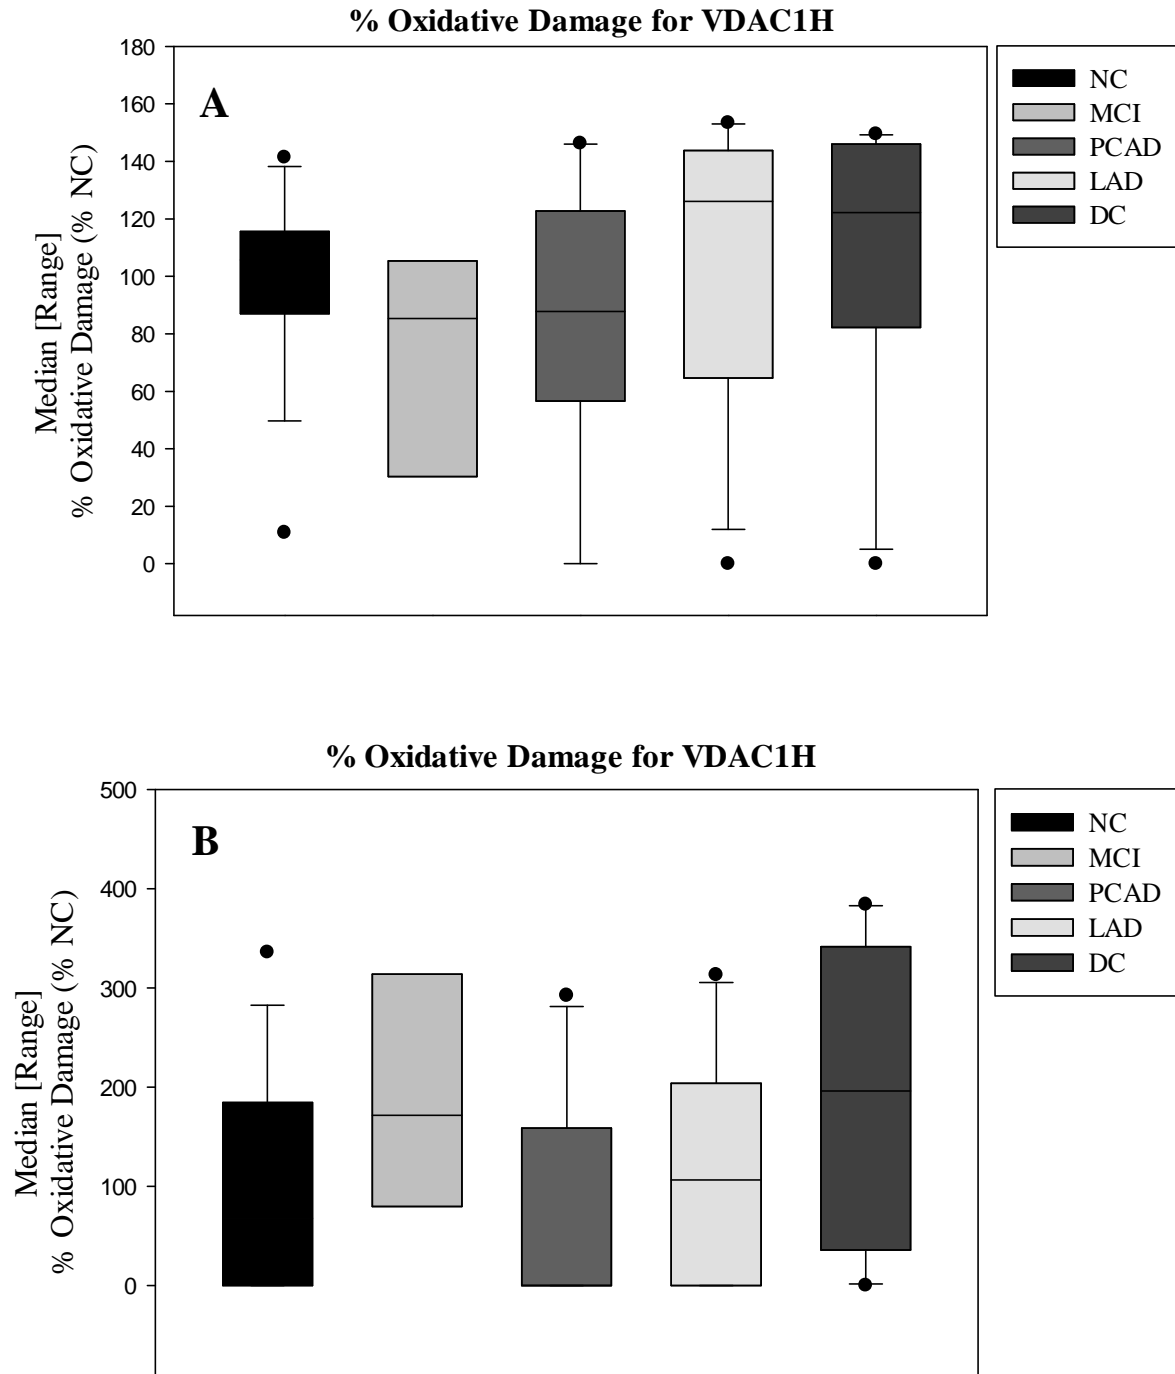 % Oxidative Damage for VDAC1H
A
Median [Range]
% Oxidative Damage (% NC)
180
160
140
120
100
80
60
40
20
0
NC
MCI
PCAD
LAD
DC
% Oxidative Damage for VDAC1H
B
Median [Range]
% Oxidative Damage (% NC)
500
400
300
200
100
0
NC
MCI
PCAD
LAD
DC